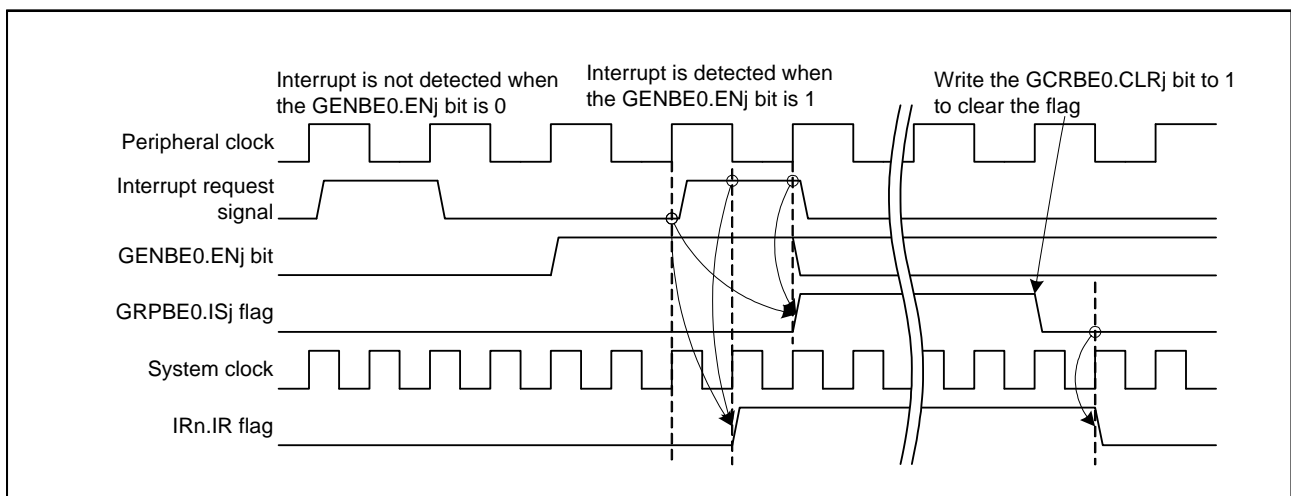 Interrupt is not detected when
the GENBE0.ENj bit is 0
Interrupt is detected when
the GENBE0.ENj bit is 1
Write the GCRBE0.CLRj bit to 1
to clear the flag
Peripheral clock
Interrupt request
signal
GENBE0.ENj bit
GRPBE0.ISj flag
System clock
IRn.IR flag